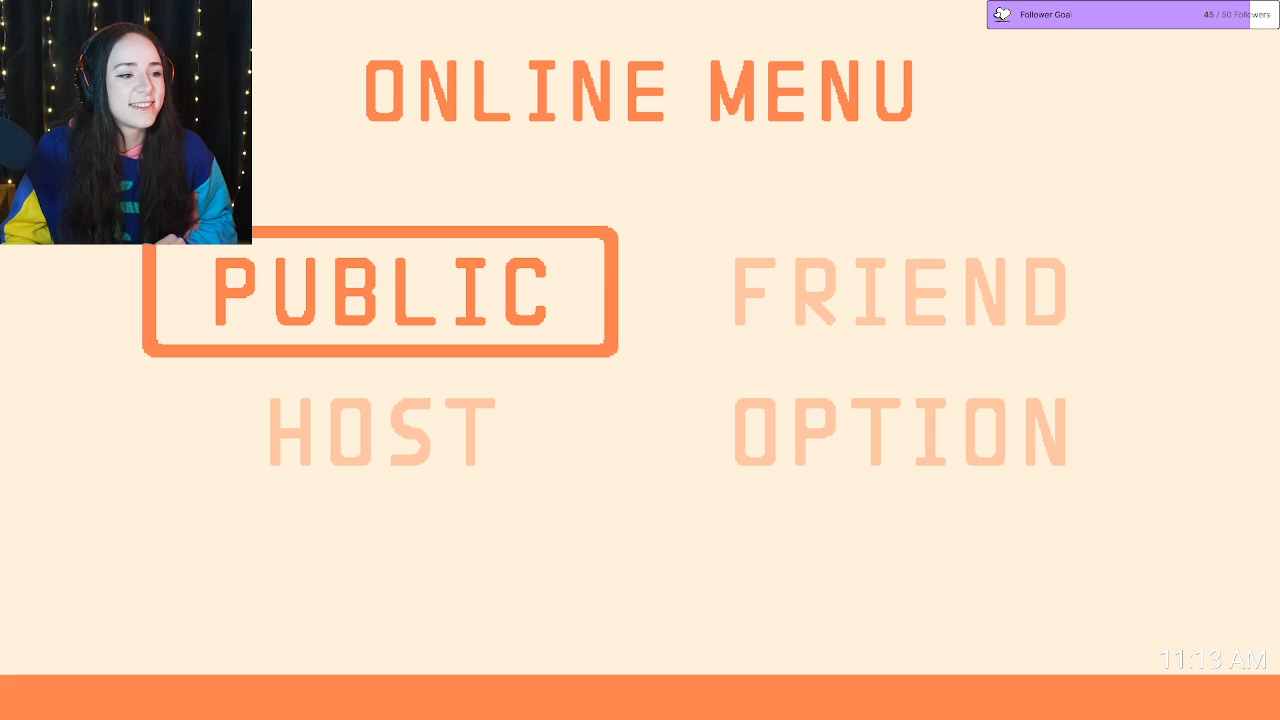 Follower Goal
45 / 50 Followers
ONLINE MENU
PUBLIC
FRIEND
HOST
OPTION
11:13 AM